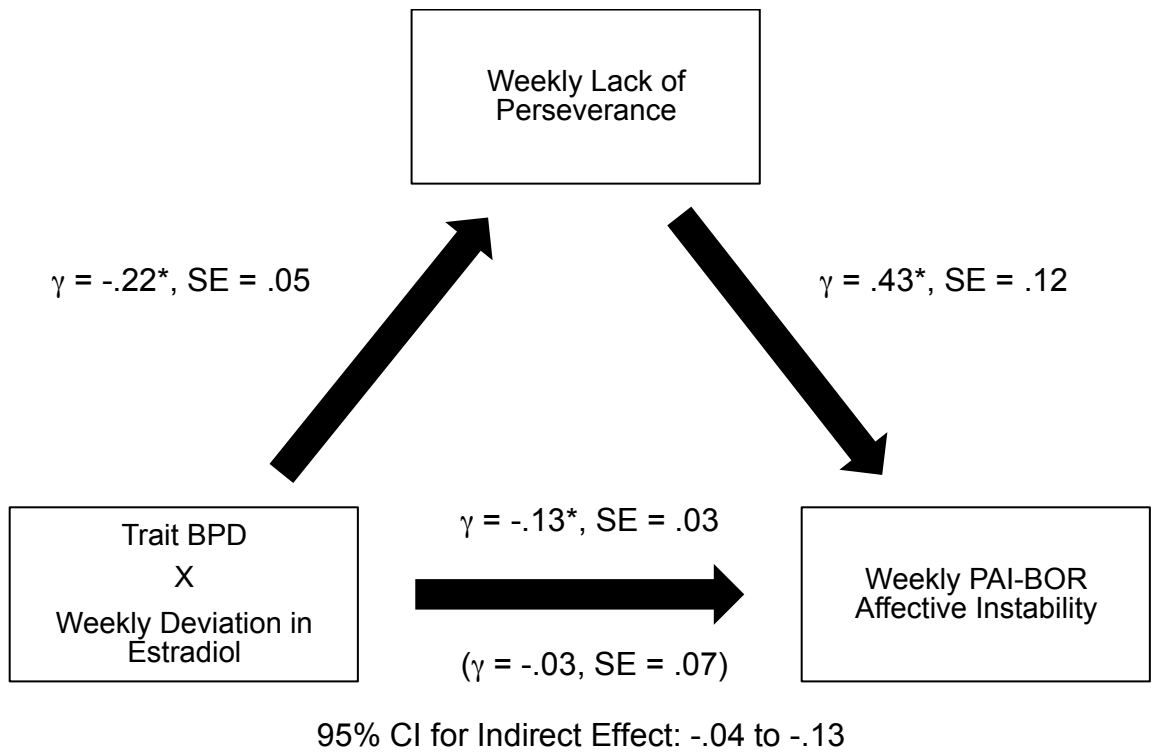 Weekly Lack of
Perseverance
γ = -.22*, SE = .05
γ = .43*, SE = .12
Trait BPD
X
Weekly Deviation in
Estradiol
γ = -.13*, SE = .03
(γ = -.03, SE = .07)
Weekly PAI-BOR
Affective Instability
95% CI for Indirect Effect: -.04 to -.13